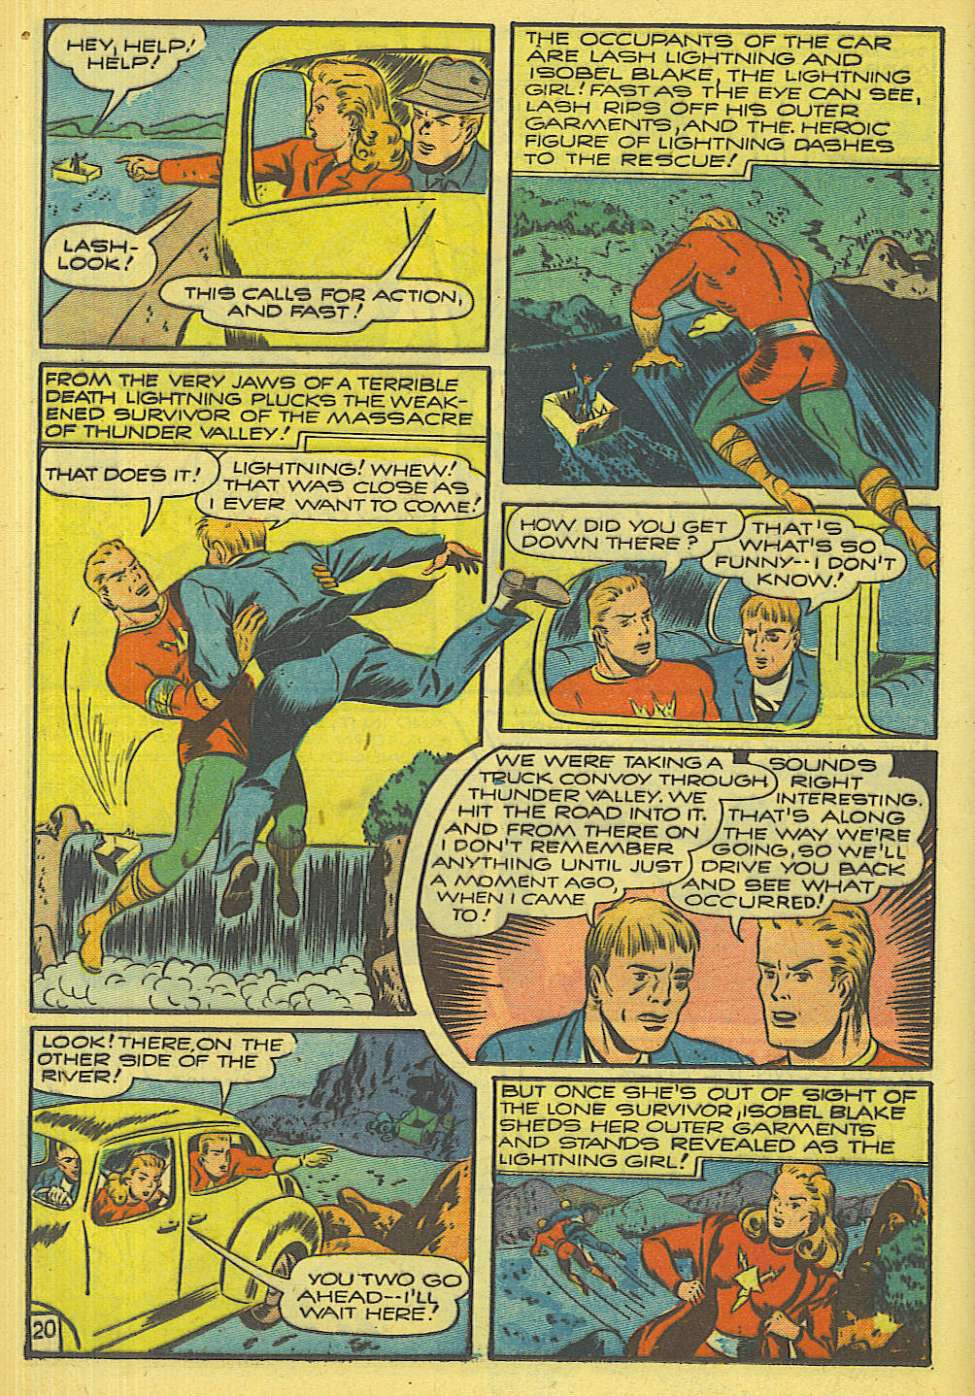 HEY, HELP!
HELP!
LASH-
LOOK!
THIS CALLS FOR ACTION,
AND FAST!
THE OCCUPANTS OF THE CAR
ARE LASH LIGHTNING AND
ISOBEL BLAKE, THE LIGHTNING
GIRL! FAST AS THE EYE CAN SEE,
LASH RIPS OFF HIS OUTER
GARMENTS, AND THE HEROIC
FIGURE OF LIGHTNING DASHES
TO THE RESCUE!
FROM THE VERY JAWS OF A TERRIBLE
DEATH LIGHTNING PLUCKS THE WEAK-
ENED SURVIVOR OF THE MASSACRE
OF THUNDER VALLEY!
THAT DOES IT!
LIGHTNING! WHEW!
THAT WAS CLOSE AS
I EVER WANT TO COME!
HOW DID YOU GET
DOWN THERE?
THAT'S
WHAT'S SO
FUNNY--I DON'T
KNOW!
WE WERE TAKING A
TRUCK CONVOY THROUGH
THUNDER VALLEY. WE
HIT THE ROAD INTO IT.
AND FROM THERE ON
I DON'T REMEMBER
ANYTHING UNTIL JUST
A MOMENT AGO,
WHEN I CAME
TO!
SOUNDS
RIGHT
INTERESTING.
THAT'S ALONG
THE WAY WE'RE
GOING, SO WE'LL
DRIVE YOU BACK
AND SEE WHAT
OCCURRED!
LOOK! THERE, ON THE
OTHER SIDE OF THE
RIVER!
YOU TWO GO
AHEAD--I'LL
WAIT HERE!
20
BUT ONCE SHE'S OUT OF SIGHT OF
THE LONE SURVIVOR, ISOBEL BLAKE
SHEDS HER OUTER GARMENTS
AND STANDS REVEALED AS THE
LIGHTNING GIRL!